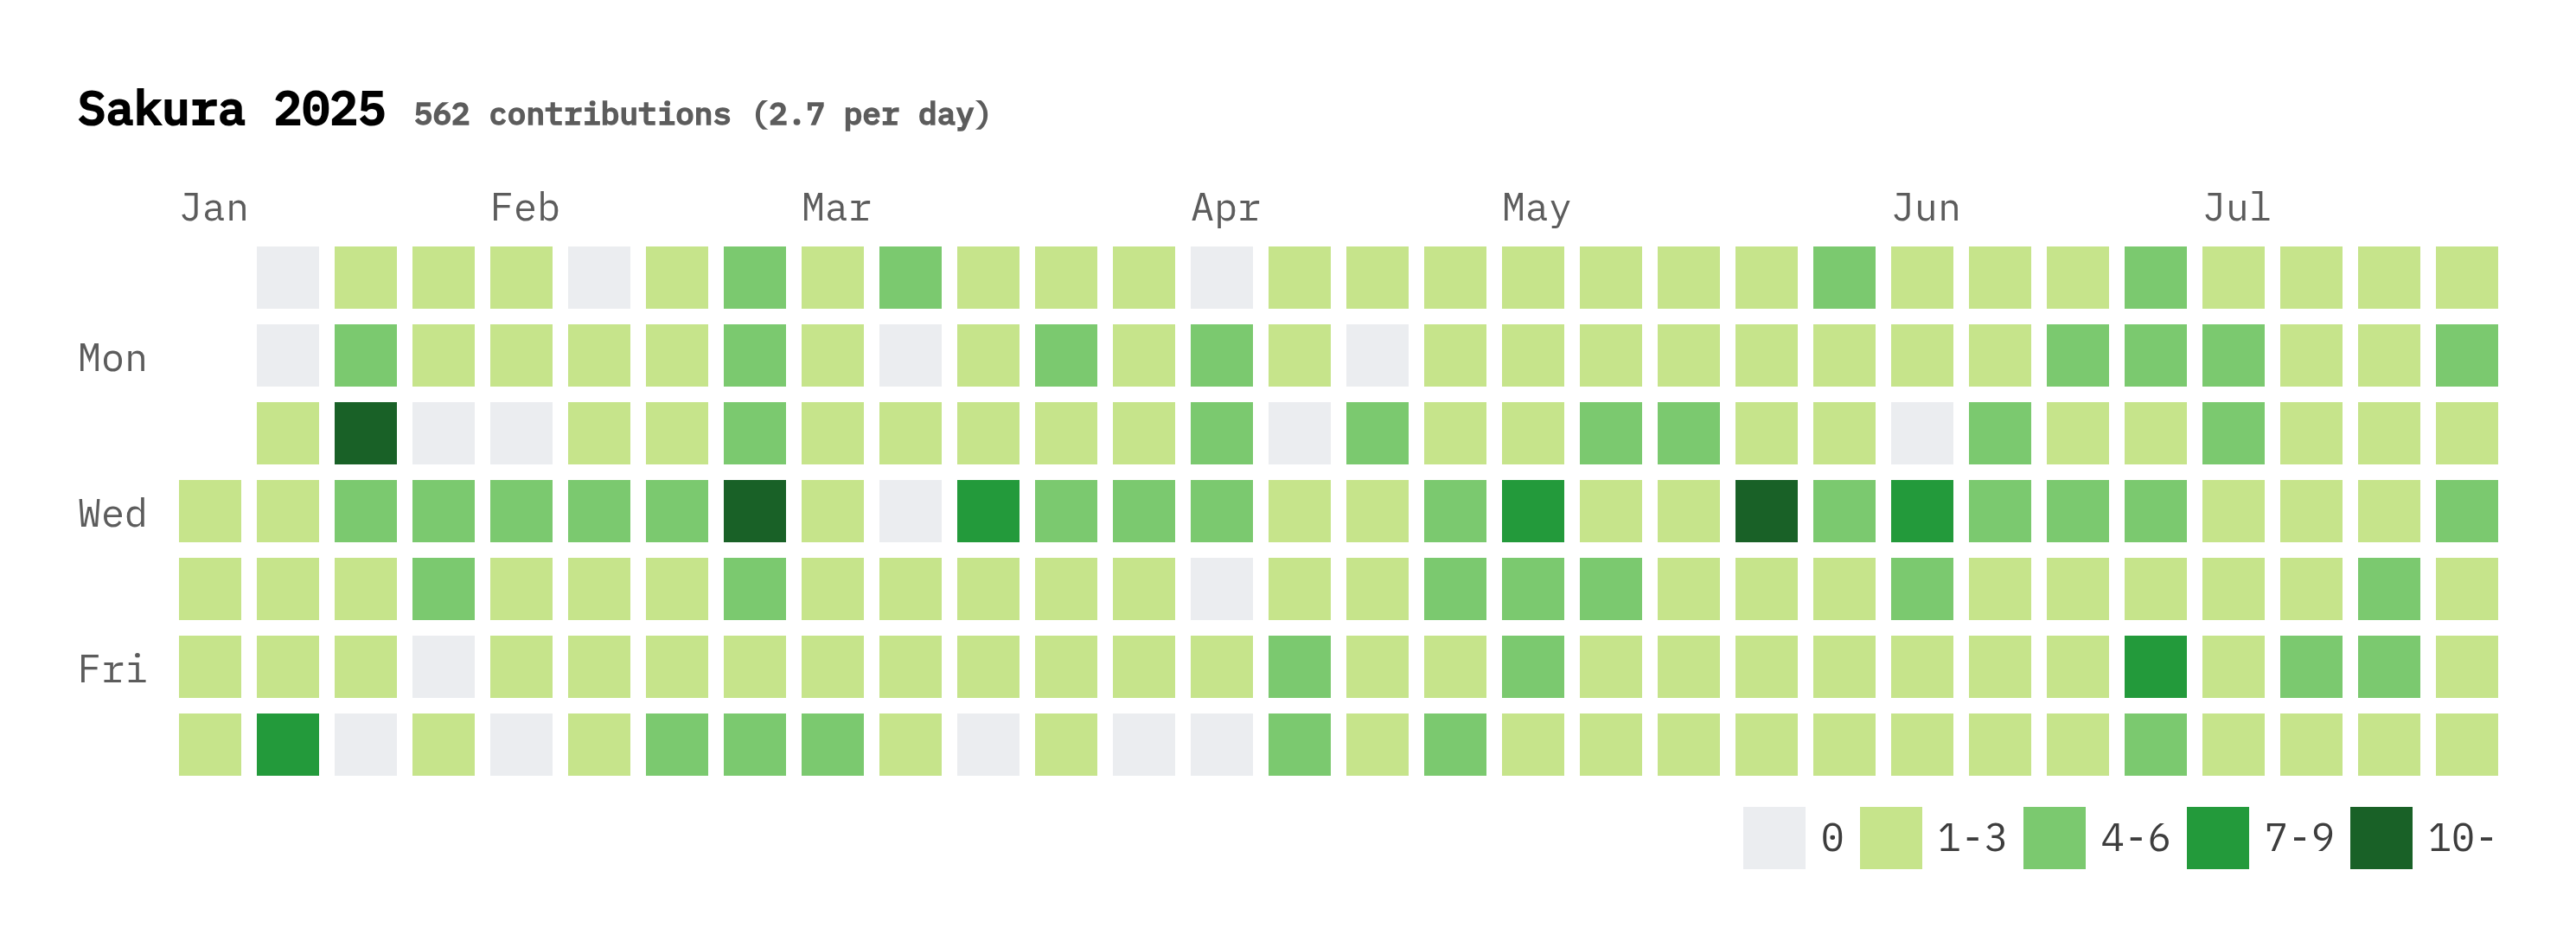 Sakura 2025 562 contributions (2.7 per day)
Jan Feb Mar Apr May Jun Jul
Mon
Wed
Fri
0 1-3 4-6 7-9 10-